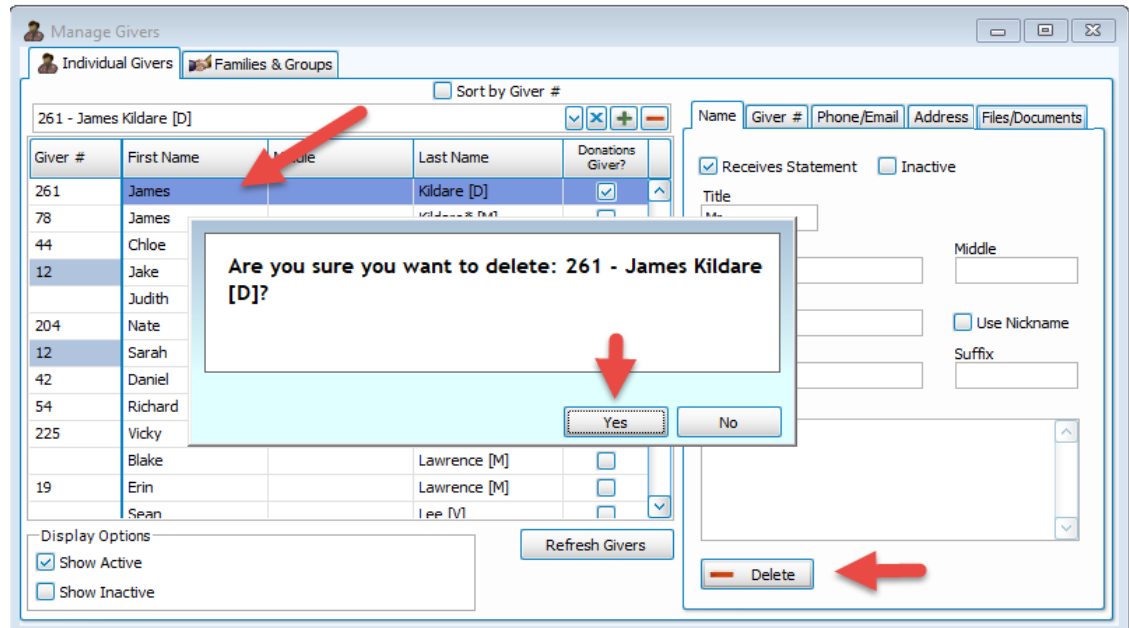 Manage Givers
Individual Givers Families & Groups
Sort by Giver #
261 - James Kildare [D]
Name Giver # Phone/Email Address Files/Documents
Giver # First Name Last Name Donations Giver?
Receives Statement Inactive
261 James Kildare [D]
Title
78 James Kildare* [M]
44 Chloe
12 Jake
Judith
204 Nate
12 Sarah
42 Daniel
54 Richard
225 Vicky
Are you sure you want to delete: 261 - James Kildare
[D]?
Yes No
Middle
Use Nickname
Suffix
Blake Lawrence [M]
19 Erin Lawrence [M]
Sean Lee [V]
Display Options
Show Active
Show Inactive
Refresh Givers
Delete